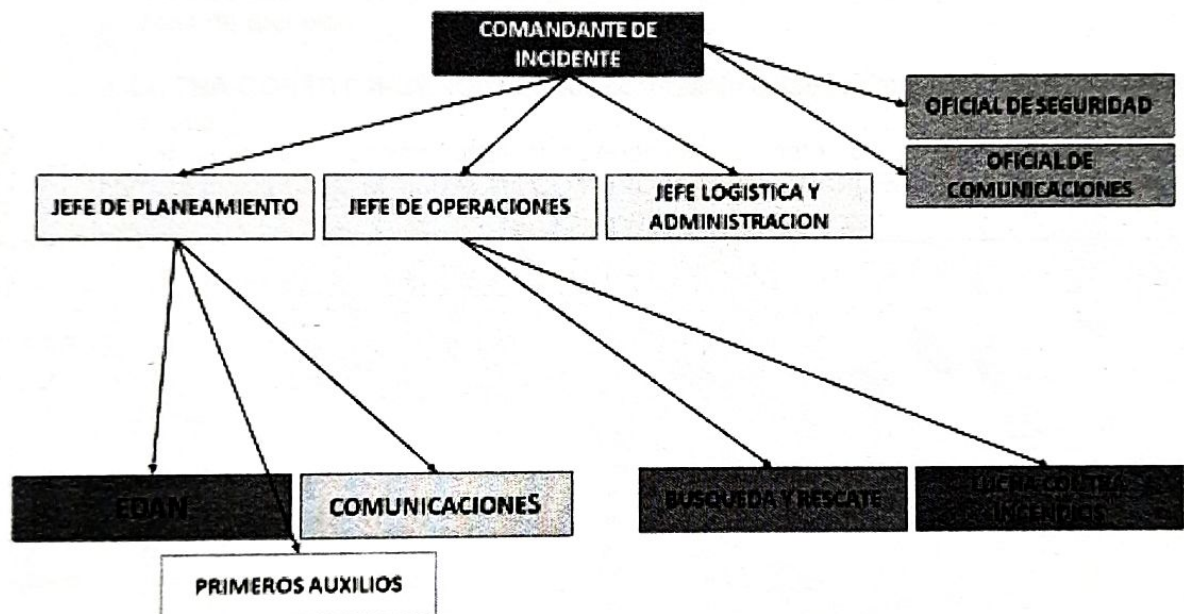 COMANDANTE DE
INCIDENTE
OFICIAL DE SEGURIDAD
OFICIAL DE
COMUNICACIONES
JEFE DE PLANEAMIENTO
JEFE DE OPERACIONES
JEFE LOGISTICA Y
ADMINISTRACION
EDAN
COMUNICACIONES
BUSQUEDA Y RESCATE
LUCHA CONTRA
INCENDIOS
PRIMEROS AUXILIOS